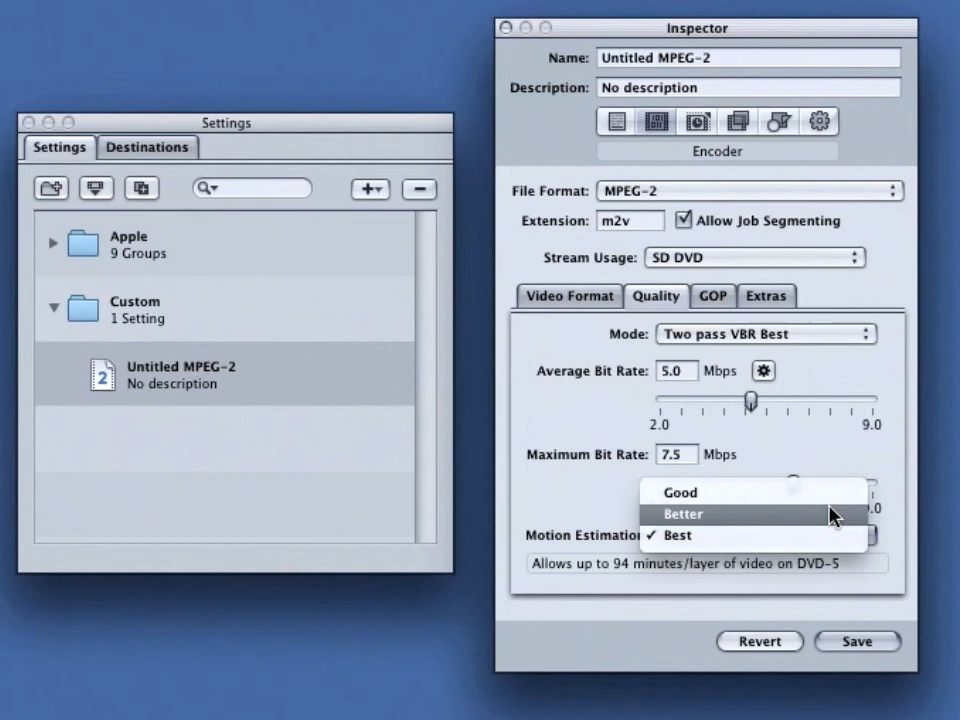 Inspector
Name: Untitled MPEG-2
Description: No description
Encoder
File Format: MPEG-2
Extension: m2v Allow Job Segmenting
Stream Usage: SD DVD
Video Format Quality GOP Extras
Mode: Two pass VBR Best
Average Bit Rate: 5.0 Mbps
2.0 9.0
Maximum Bit Rate: 7.5 Mbps
Good
.0
Better
Motion Estimation ✓ Best
Allows up to 94 minutes/layer of video on DVD-5
Revert Save
Settings
Settings Destinations
Apple
9 Groups
Custom
1 Setting
2
Untitled MPEG-2
No description